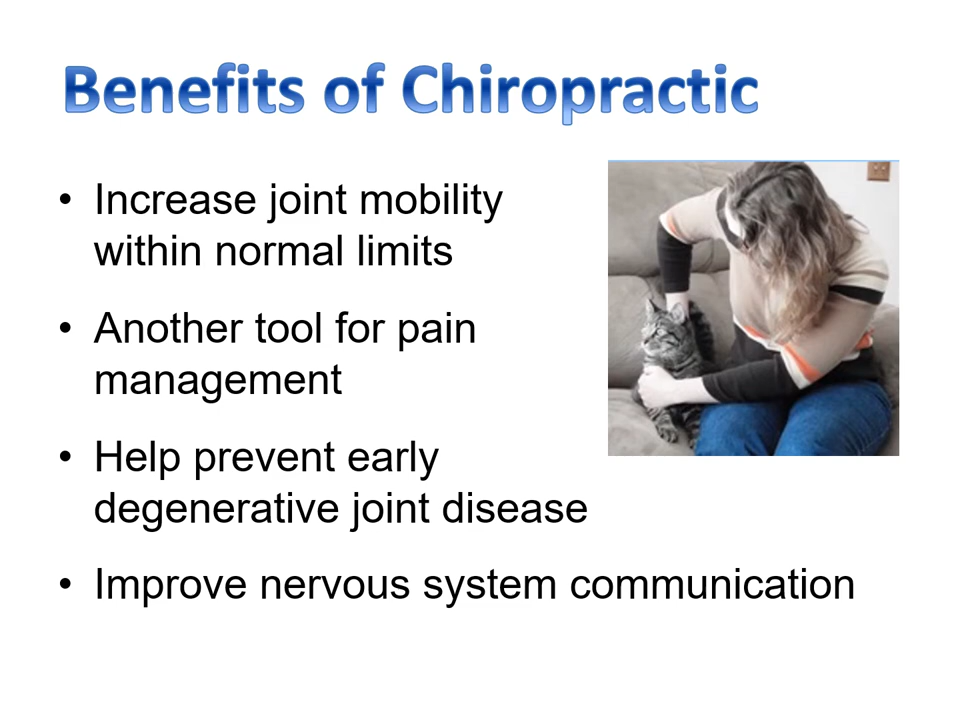 Benefits of Chiropractic
• Increase joint mobility
within normal limits
• Another tool for pain
management
• Help prevent early
degenerative joint disease
• Improve nervous system communication